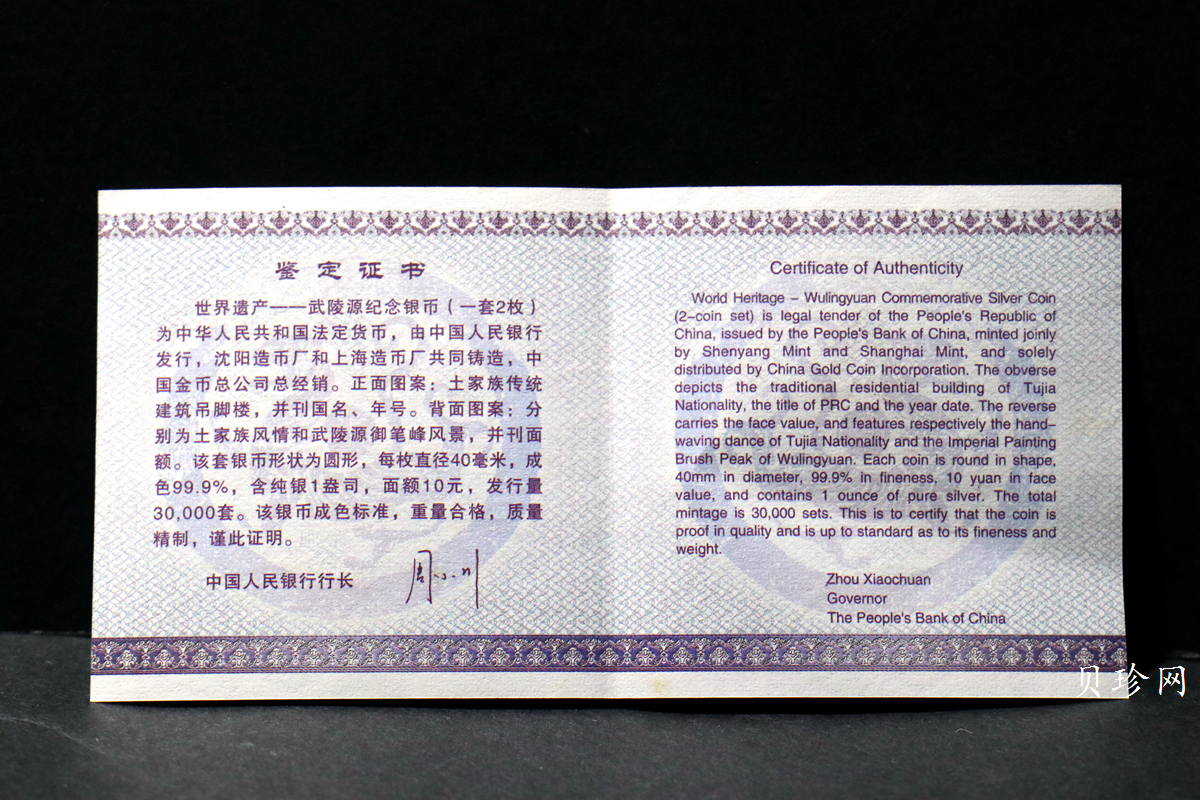 鉴定证书
世界遗产——武陵源纪念银币（一套2枚）
为中华人民共和国法定货币，由中国人民银行
发行，沈阳造币厂和上海造币厂共同铸造，中
国金币总公司总经销。正面图案：土家族传统
建筑吊脚楼，并刊国名、年号。背面图案：分
别为土家族风情和武陵源御笔峰风景，并刊面
额。该套银币形状为圆形，每枚直径40毫米，成
色99.9%，含纯银1盎司，面额10元，发行量
30,000套。该银币成色标准，重量合格，质量
精制，谨此证明。
中国人民银行行长
Certificate of Authenticity
World Heritage – Wulingyuan Commemorative Silver Coin
(2–coin set) is legal tender of the People's Republic of
China, issued by the People's Bank of China, minted joinly
by Shenyang Mint and Shanghai Mint, and solely
distributed by China Gold Coin Incorporation. The obverse
depicts the traditional residential building of Tujia
Nationality, the title of PRC and the year date. The reverse
carries the face value, and features respectively the hand–
waving dance of Tujia Nationality and the Imperial Painting
Brush Peak of Wulingyuan. Each coin is round in shape,
40mm in diameter, 99.9% in fineness, 10 yuan in face
value, and contains 1 ounce of pure silver. The total
mintage is 30,000 sets. This is to certify that the coin is
proof in quality and is up to standard as to its fineness and
weight.
Zhou Xiaochuan
Governor
The People's Bank of China
贝珍网